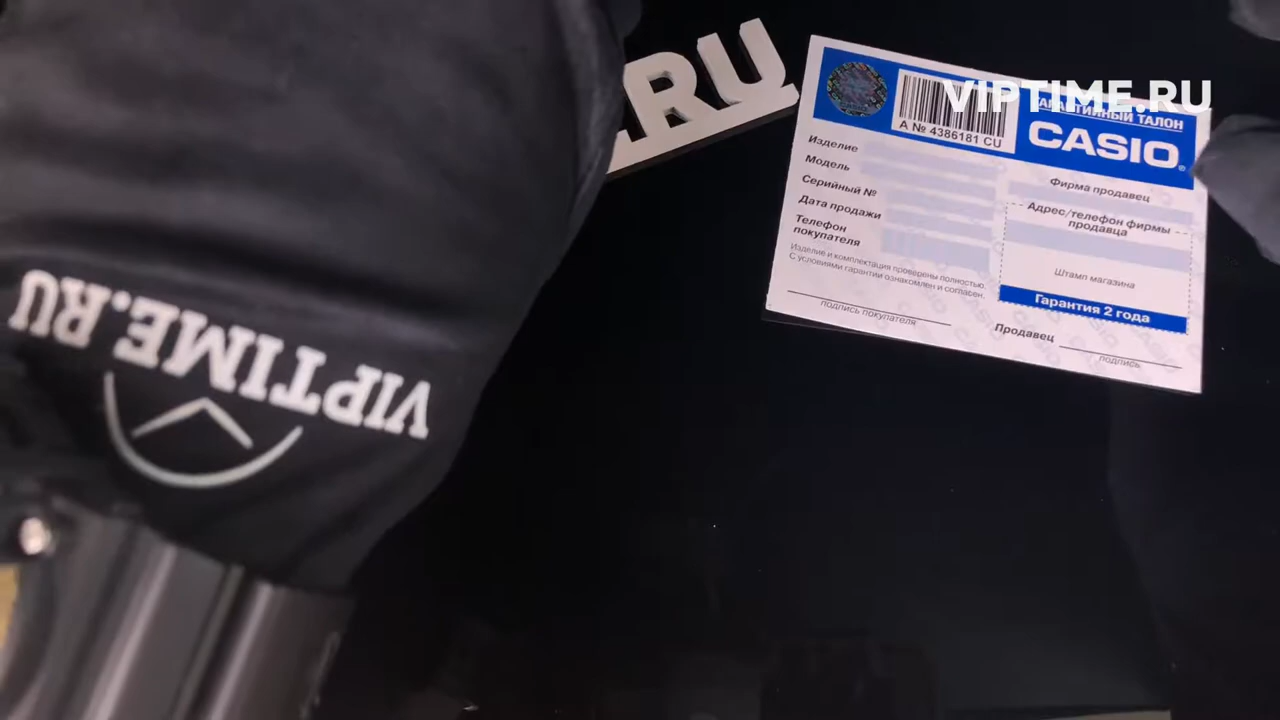 VIPTIME.RU
.RU
A № 4386181 CU
ГАРАНТИЙНЫЙ ТАЛОН
CASIO
Изделие
Модель
Серийный №
Дата продажи
Телефон
покупателя
Изделие и комплектация проверены полностью.
С условиями гарантии ознакомлен и согласен.
подпись покупателя
Фирма продавец
Адрес/телефон фирмы
продавца
Штамп магазина
Гарантия 2 года
Продавец
подпись
VIPTIME.RU